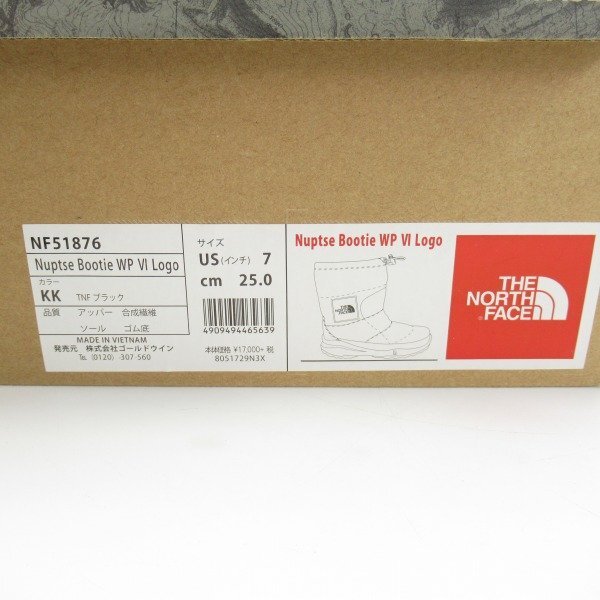 NF51876
Nuptse Bootie WP VI Logo
カラー
KK TNF ブラック
品質 アッパー 合成繊維
ソール ゴム底
MADE IN VIETNAM
発売元 株式会社ゴールドウイン
TEL (0120) -307-560
サイズ
US (インチ) 7
cm 25.0
4909494465639
本体価格 ¥17,000+税
8051729N3X
Nuptse Bootie WP VI Logo
THE
NORTH
FACE